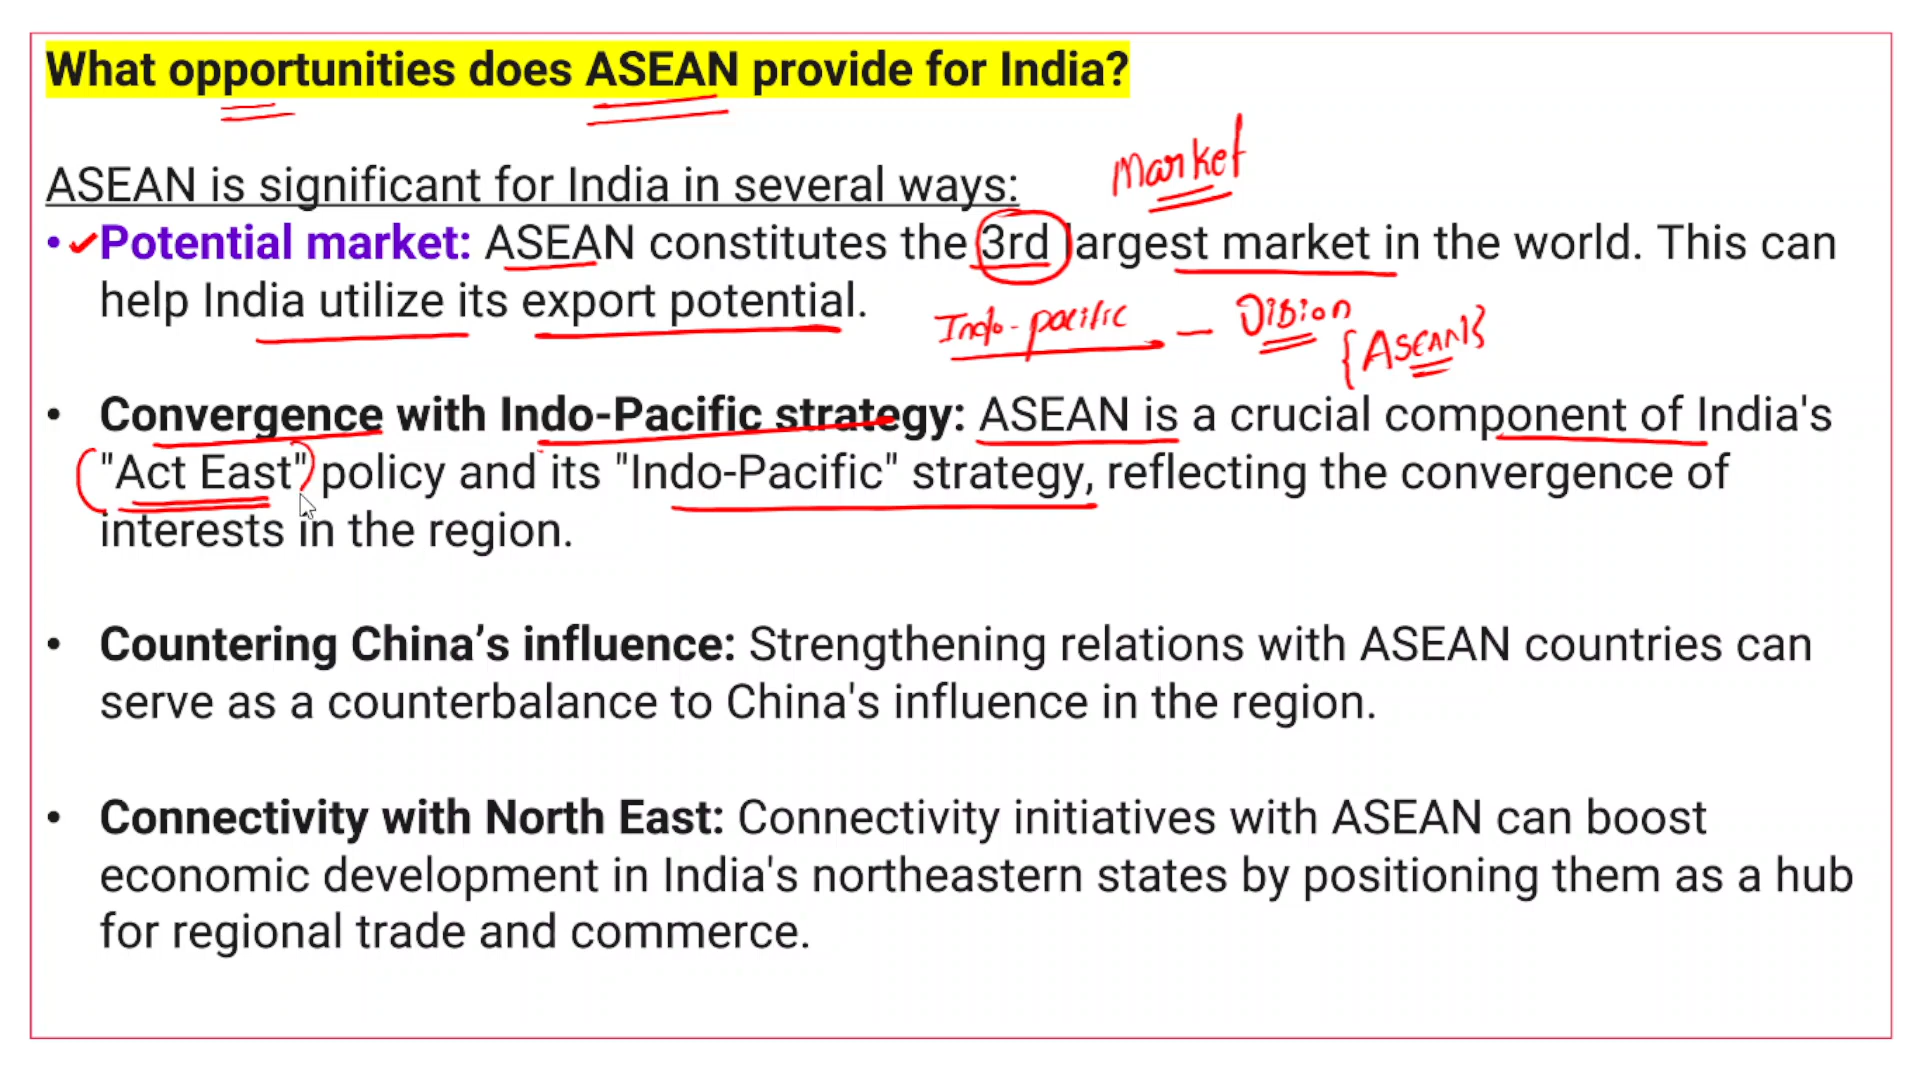 What opportunities does ASEAN provide for India?
ASEAN is significant for India in several ways:
Market
• Potential market: ASEAN constitutes the 3rd largest market in the world. This can
help India utilize its export potential.
Indo-pacific – Vision
{ASEAN}
• Convergence with Indo-Pacific strategy: ASEAN is a crucial component of India's
"Act East" policy and its "Indo-Pacific" strategy, reflecting the convergence of
interests in the region.
• Countering China’s influence: Strengthening relations with ASEAN countries can
serve as a counterbalance to China's influence in the region.
• Connectivity with North East: Connectivity initiatives with ASEAN can boost
economic development in India's northeastern states by positioning them as a hub
for regional trade and commerce.